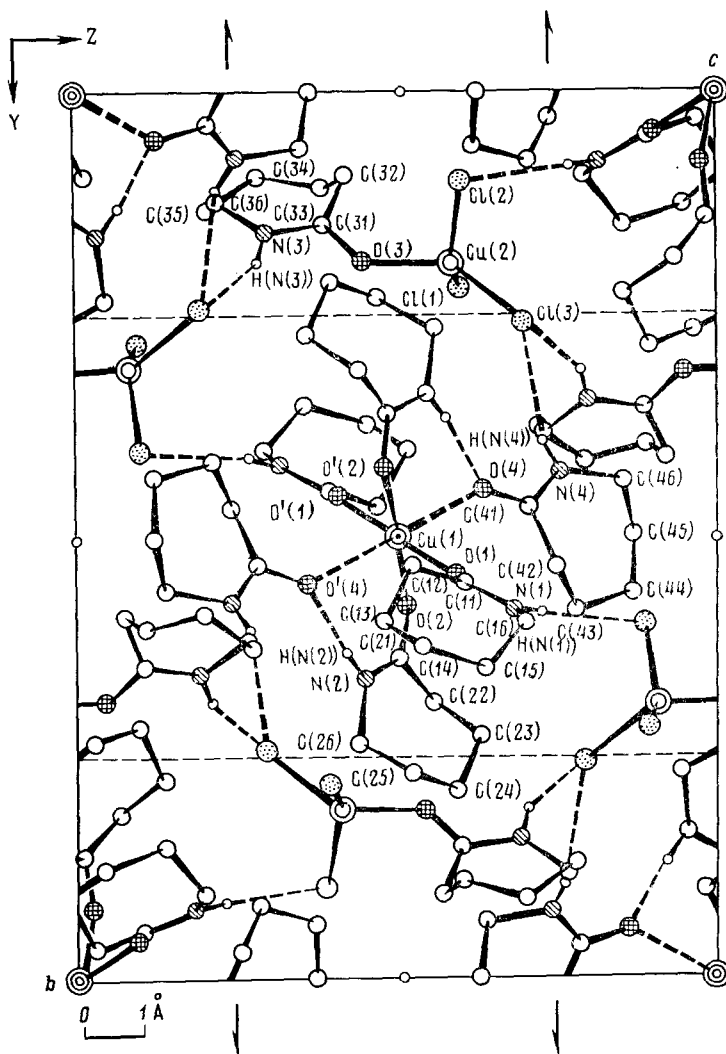 Z
Y
c
C(34)
C(32)
C(35)
C(36)
C(33)
C(31)
N(3)
O(3)
H(N(3))
Cl(2)
Cu(2)
Cl(1)
Cl(3)
H(N(4))
O'(2)
O(4)
N(4)
C(46)
O'(1)
C(41)
C(45)
Cu(1)
O(1)
C(42)
C(44)
O'(4)
C(12)
C(11)
N(1)
C(13)
O(2)
C(16)
C(43)
C(21)
H(N(1))
H(N(2))
C(14)
C(15)
N(2)
C(22)
C(23)
C(26)
C(25)
C(24)
b
0 1 Å